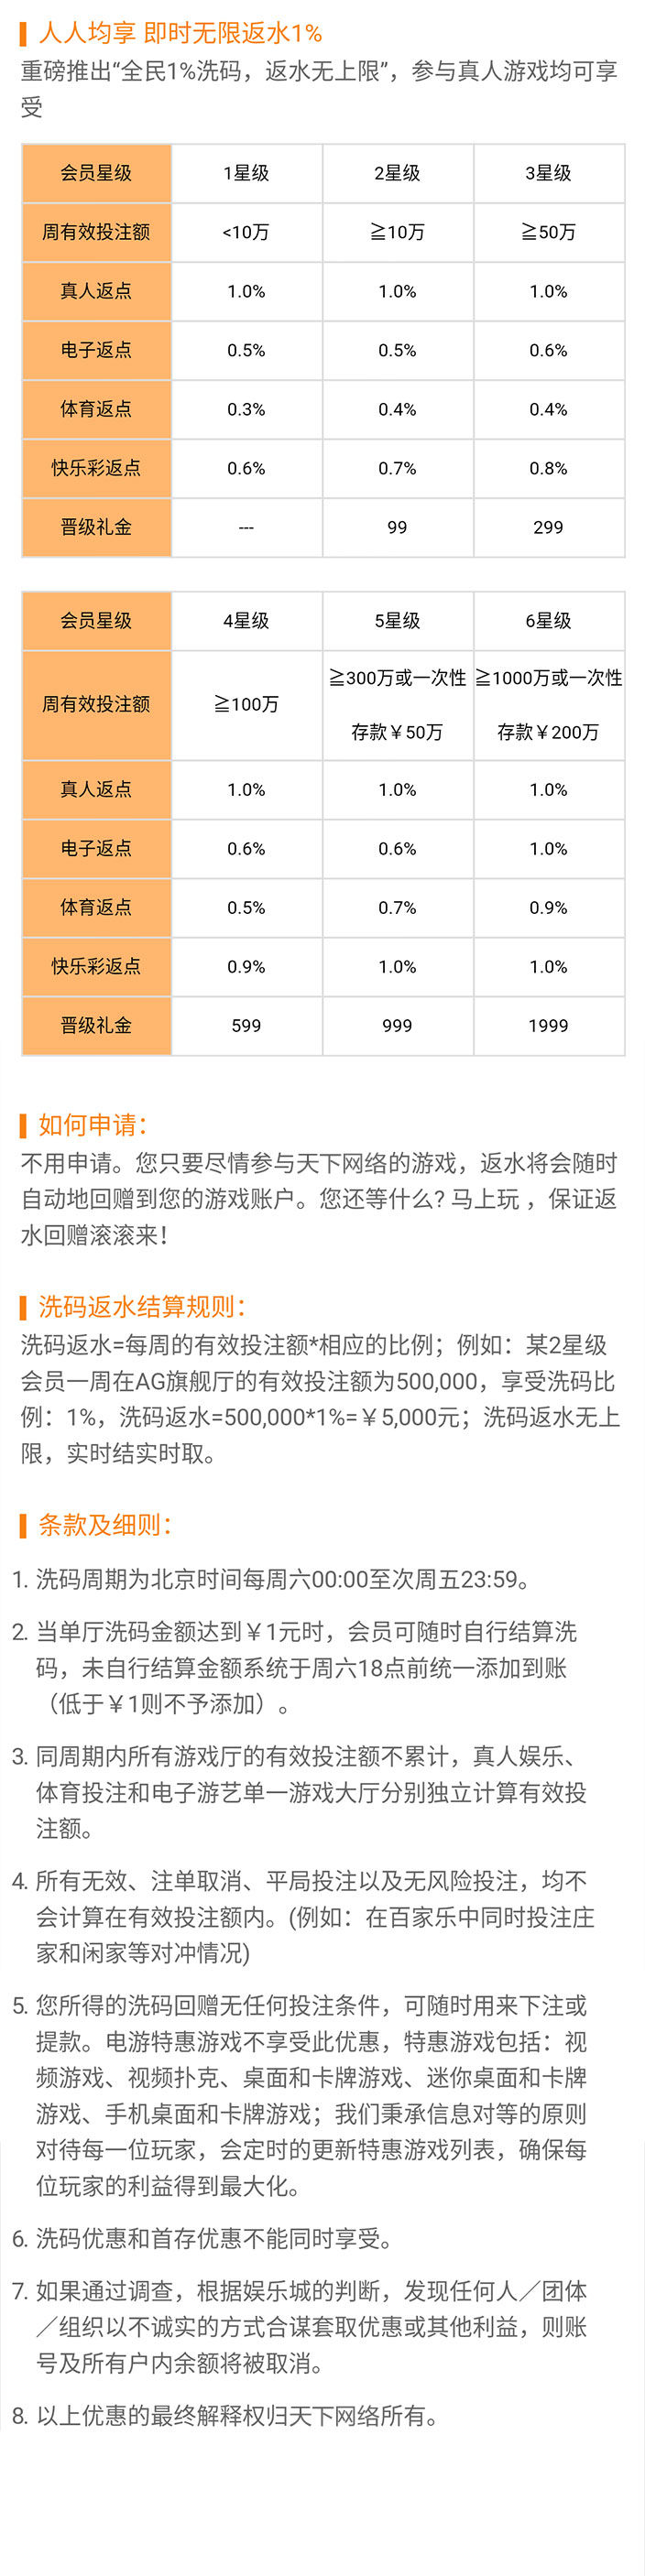 人人均享 即时无限返水1%
重磅推出“全民1%洗码，返水无上限”，参与真人游戏均可享
受
会员星级 1星级 2星级 3星级
周有效投注额 <10万 ≧10万 ≧50万
真人返点 1.0% 1.0% 1.0%
电子返点 0.5% 0.5% 0.6%
体育返点 0.3% 0.4% 0.4%
快乐彩返点 0.6% 0.7% 0.8%
晋级礼金 --- 99 299
会员星级 4星级 5星级 6星级
周有效投注额 ≧100万 ≧300万或一次性 ≧1000万或一次性
存款￥50万 存款￥200万
真人返点 1.0% 1.0% 1.0%
电子返点 0.6% 0.6% 1.0%
体育返点 0.5% 0.7% 0.9%
快乐彩返点 0.9% 1.0% 1.0%
晋级礼金 599 999 1999
如何申请：
不用申请。您只要尽情参与天下网络的游戏，返水将会随时
自动地回赠到您的游戏账户。您还等什么? 马上玩 ，保证返
水回赠滚滚来！
洗码返水结算规则：
洗码返水=每周的有效投注额*相应的比例；例如：某2星级
会员一周在AG旗舰厅的有效投注额为500,000，享受洗码比
例：1%，洗码返水=500,000*1%=￥5,000元；洗码返水无上
限，实时结实时取。
条款及细则：
1. 洗码周期为北京时间每周六00:00至次周五23:59。
2. 当单厅洗码金额达到￥1元时，会员可随时自行结算洗
码，未自行结算金额系统于周六18点前统一添加到账
（低于￥1则不予添加）。
3. 同周期内所有游戏厅的有效投注额不累计，真人娱乐、
体育投注和电子游艺单一游戏大厅分别独立计算有效投
注额。
4. 所有无效、注单取消、平局投注以及无风险投注，均不
会计算在有效投注额内。(例如：在百家乐中同时投注庄
家和闲家等对冲情况)
5. 您所得的洗码回赠无任何投注条件，可随时用来下注或
提款。电游特惠游戏不享受此优惠，特惠游戏包括：视
频游戏、视频扑克、桌面和卡牌游戏、迷你桌面和卡牌
游戏、手机桌面和卡牌游戏；我们秉承信息对等的原则
对待每一位玩家，会定时的更新特惠游戏列表，确保每
位玩家的利益得到最大化。
6. 洗码优惠和首存优惠不能同时享受。
7. 如果通过调查，根据娱乐城的判断，发现任何人／团体
／组织以不诚实的方式合谋套取优惠或其他利益，则账
号及所有户内余额将被取消。
8. 以上优惠的最终解释权归天下网络所有。